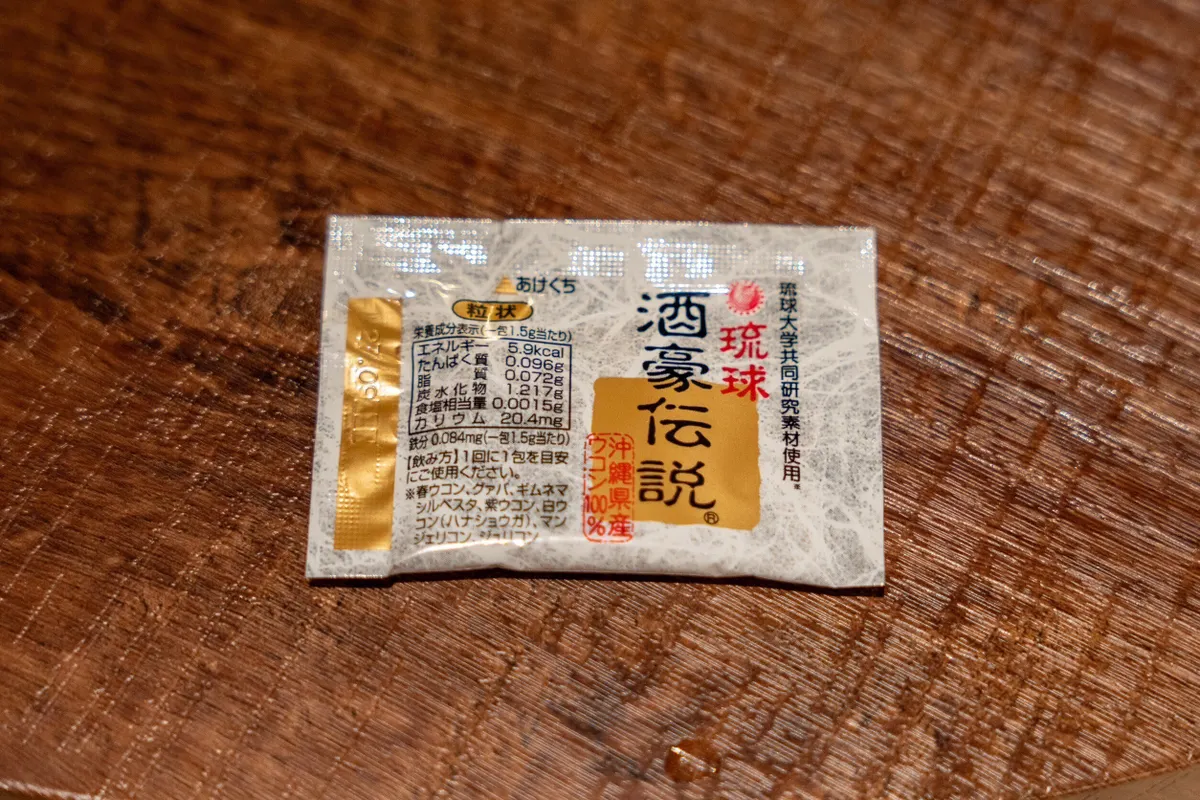 琉球大学共同研究素材使用※
琉球
酒豪伝説®
沖縄県産
ウコン100%
あけくち
粒状
栄養成分表示(一包1.5g当たり)
エネルギー 5.9kcal
たんぱく質 0.096g
脂質 0.072g
炭水化物 1.217g
食塩相当量 0.0015g
カリウム 20.4mg
鉄分 0.084mg(一包1.5g当たり)
【飲み方】1回に1包を目安
にご使用ください。
※春ウコン、グァバ、ギムネマ
シルベスタ、紫ウコン、白ウ
コン(ハナショウガ)、マン
ジェリコン、ジュリコン